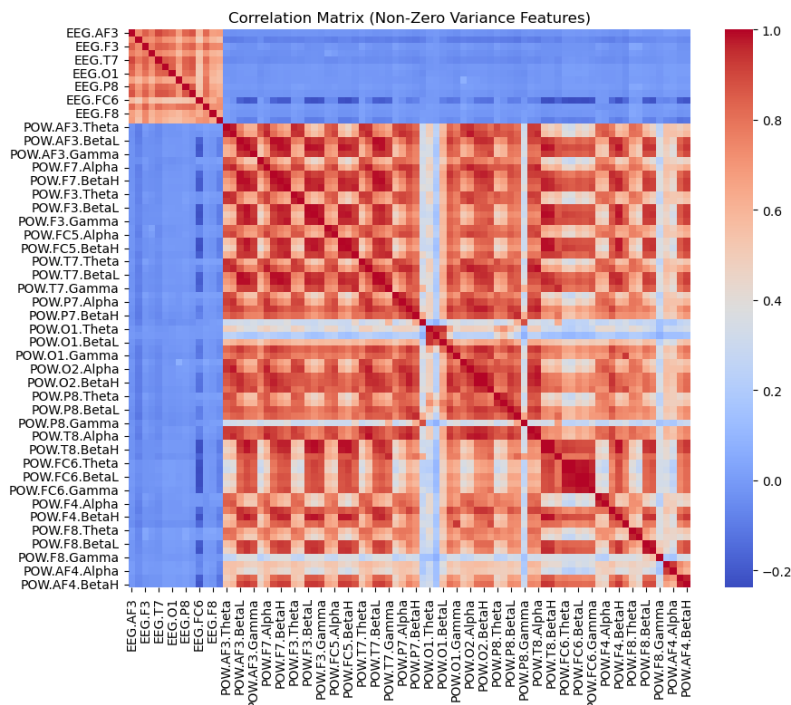 Correlation Matrix (Non-Zero Variance Features)
EEG.AF3
EEG.F3
EEG.T7
EEG.O1
EEG.P8
EEG.FC6
EEG.F8
POW.AF3.Theta
POW.AF3.BetaL
POW.AF3.Gamma
POW.F7.Alpha
POW.F7.BetaH
POW.F3.Theta
POW.F3.BetaL
POW.F3.Gamma
POW.FC5.Alpha
POW.FC5.BetaH
POW.T7.Theta
POW.T7.BetaL
POW.T7.Gamma
POW.P7.Alpha
POW.P7.BetaH
POW.O1.Theta
POW.O1.BetaL
POW.O1.Gamma
POW.O2.Alpha
POW.O2.BetaH
POW.P8.Theta
POW.P8.BetaL
POW.P8.Gamma
POW.T8.Alpha
POW.T8.BetaH
POW.FC6.Theta
POW.FC6.BetaL
POW.FC6.Gamma
POW.F4.Alpha
POW.F4.BetaH
POW.F8.Theta
POW.F8.BetaL
POW.F8.Gamma
POW.AF4.Alpha
POW.AF4.BetaH
EEG.AF3
EEG.F3
EEG.T7
EEG.O1
EEG.P8
EEG.FC6
EEG.F8
POW.AF3.Theta
POW.AF3.BetaL
POW.AF3.Gamma
POW.F7.Alpha
POW.F7.BetaH
POW.F3.Theta
POW.F3.BetaL
POW.F3.Gamma
POW.FC5.Alpha
POW.FC5.BetaH
POW.T7.Theta
POW.T7.BetaL
POW.T7.Gamma
POW.P7.Alpha
POW.P7.BetaH
POW.O1.Theta
POW.O1.BetaL
POW.O1.Gamma
POW.O2.Alpha
POW.O2.BetaH
POW.P8.Theta
POW.P8.BetaL
POW.P8.Gamma
POW.T8.Alpha
POW.T8.BetaH
POW.FC6.Theta
POW.FC6.BetaL
POW.FC6.Gamma
POW.F4.Alpha
POW.F4.BetaH
POW.F8.Theta
POW.F8.BetaL
POW.F8.Gamma
POW.AF4.Alpha
POW.AF4.BetaH
1.0
0.8
0.6
0.4
0.2
0.0
−0.2